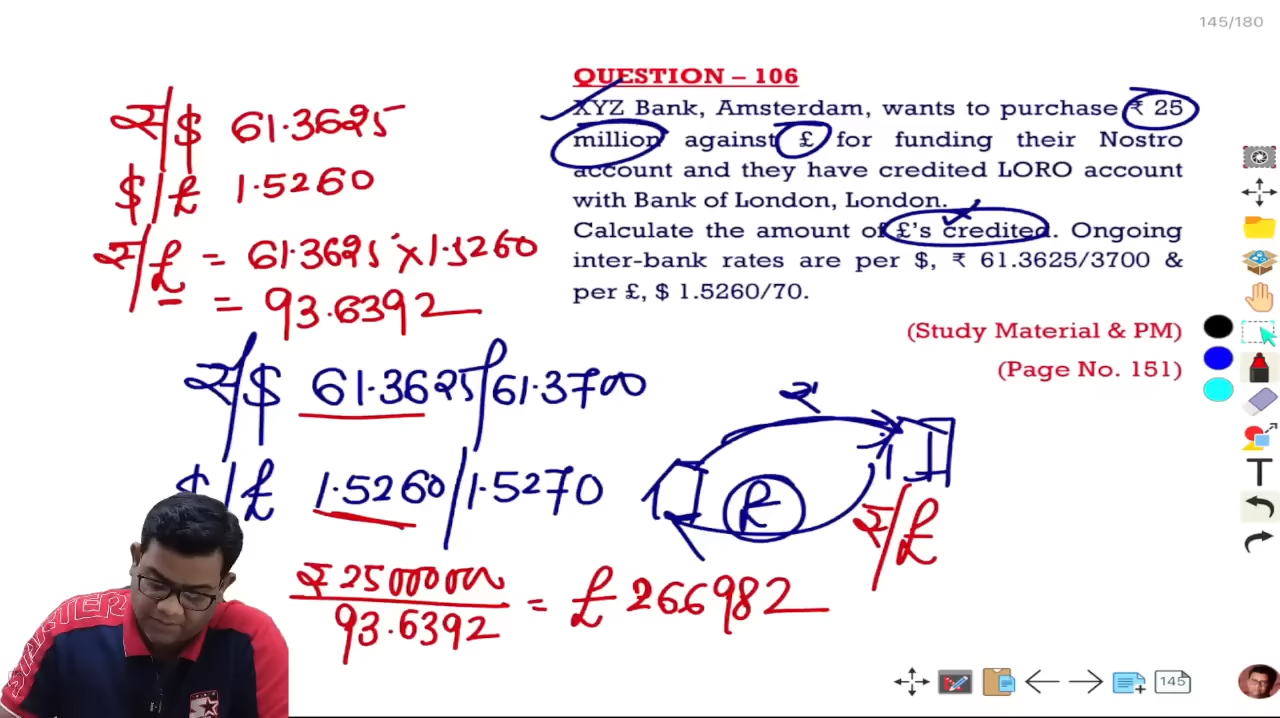 145/180
QUESTION – 106
XYZ Bank, Amsterdam, wants to purchase ₹ 25
million against £ for funding their Nostro
account and they have credited LORO account
with Bank of London, London.
Calculate the amount of £'s credited. Ongoing
inter-bank rates are per $, ₹ 61.3625/3700 &
per £, $ 1.5260/70.
(Study Material & PM)
(Page No. 151)
₹/$ 61.3625
$/£ 1.5260
₹/£ = 61.3625 × 1.5260
= 93.6392
₹/$ 61.3625/61.3700
$/£ 1.5260/1.5270
₹
R
₹/£
₹ 25000000
93.6392
= £ 266982
STARTER
T
145